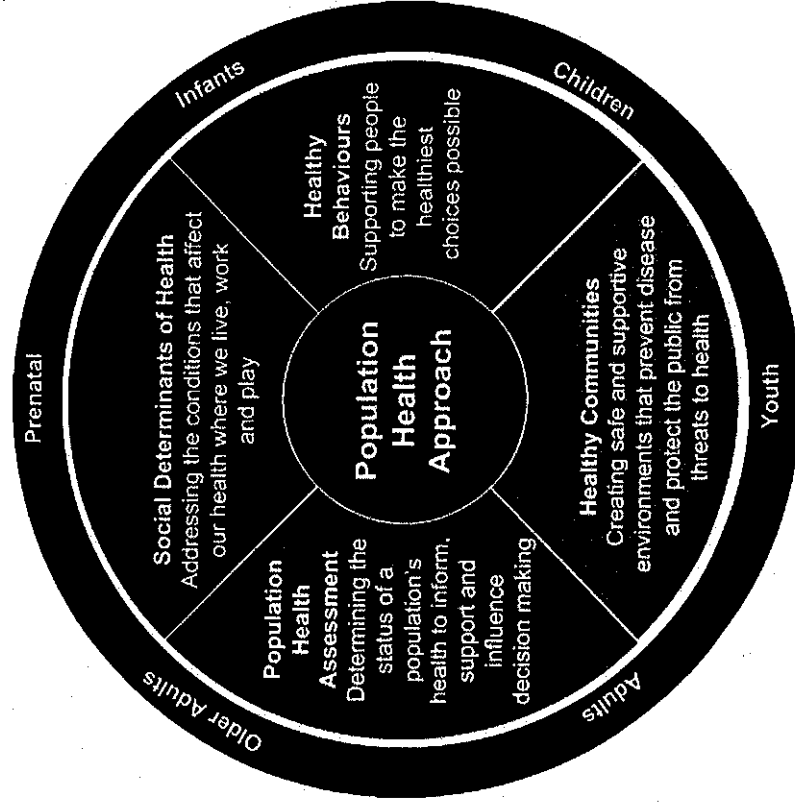 Prenatal
Infants
Children
Youth
Adults
Older Adults
Social Determinants of Health
Addressing the conditions that affect
our health where we live, work
and play
Healthy
Behaviours
Supporting people
to make the
healthiest
choices possible
Healthy Communities
Creating safe and supportive
environments that prevent disease
and protect the public from
threats to health
Population
Health
Assessment
Determining the
status of a
population's
health to inform,
support and
influence
decision making
Population
Health
Approach